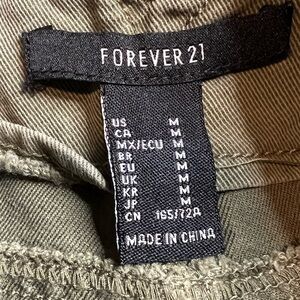 FOREVER 21
US M
CA M
MX/ECU M
BR M
EU M
UK M
KR M
JP M
CN 165/72A
MADE IN CHINA